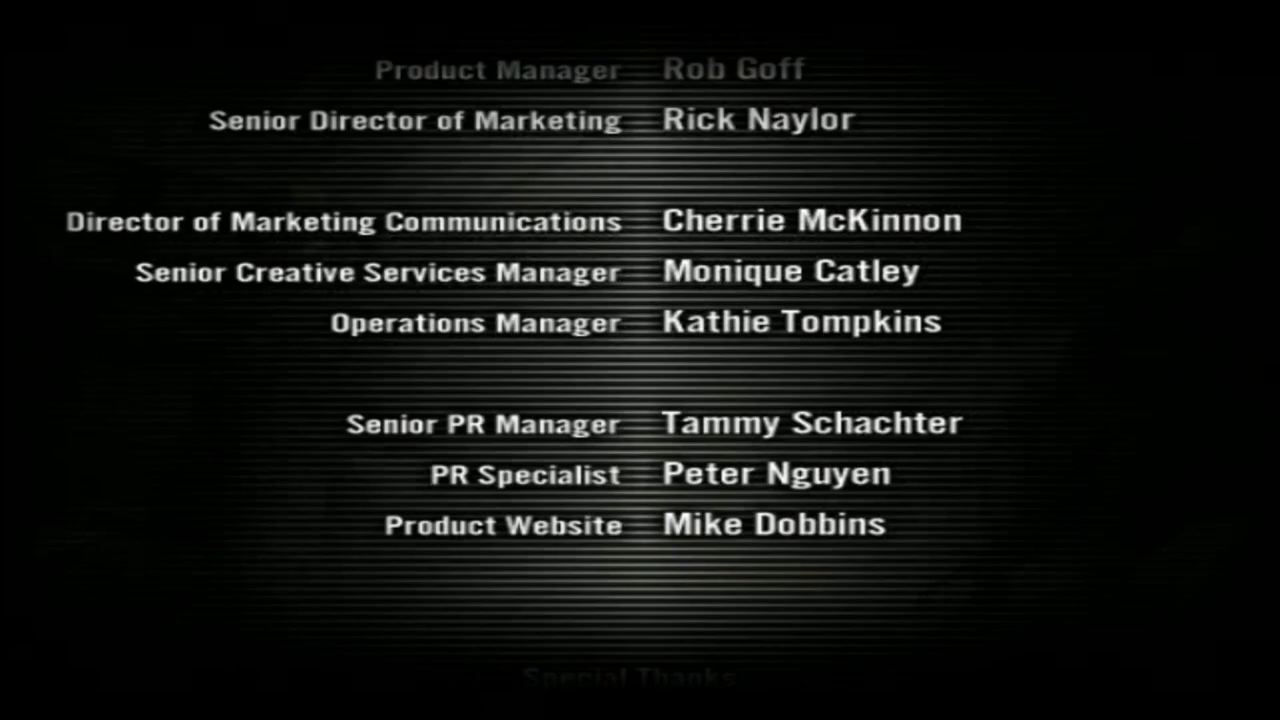 Product Manager Rob Goff
Senior Director of Marketing Rick Naylor
Director of Marketing Communications Cherrie McKinnon
Senior Creative Services Manager Monique Catley
Operations Manager Kathie Tompkins
Senior PR Manager Tammy Schachter
PR Specialist Peter Nguyen
Product Website Mike Dobbins
Special Thanks